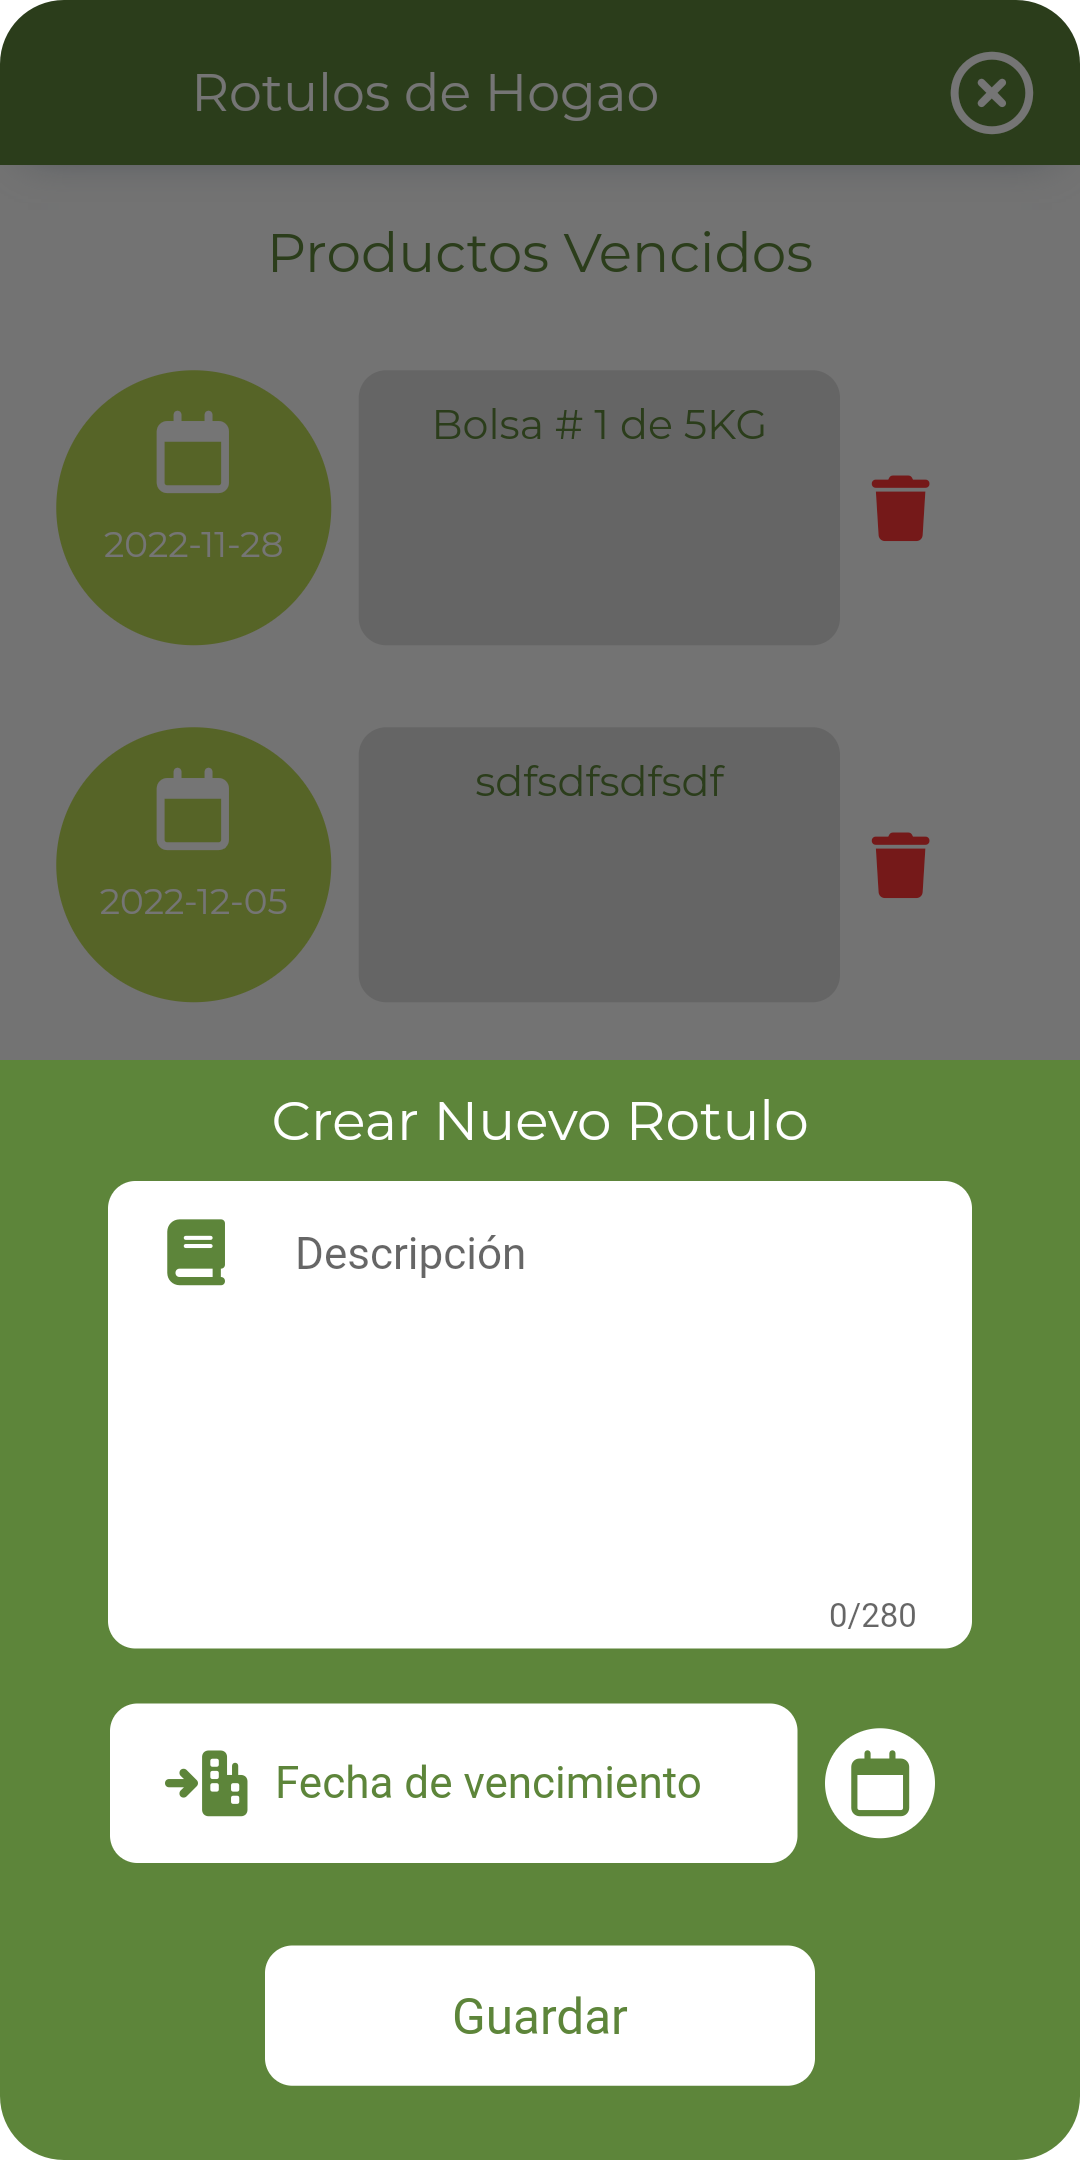 Rotulos de Hogao
Productos Vencidos
Bolsa # 1 de 5KG
2022-11-28
sdfsdfsdfsdf
2022-12-05
Crear Nuevo Rotulo
Descripción
0/280
Fecha de vencimiento
Guardar